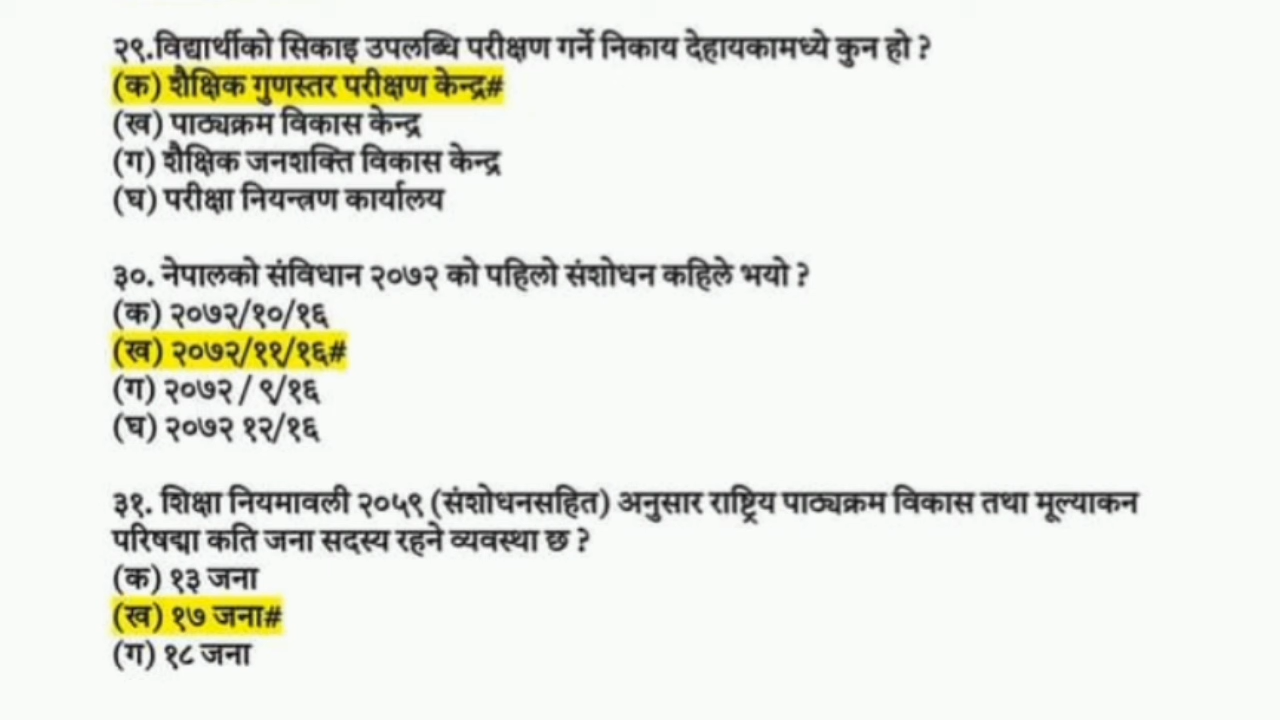 २९.विद्यार्थीको सिकाइ उपलब्धि परीक्षण गर्ने निकाय देहायकामध्ये कुन हो ?
(क) शैक्षिक गुणस्तर परीक्षण केन्द्र#
(ख) पाठ्यक्रम विकास केन्द्र
(ग) शैक्षिक जनशक्ति विकास केन्द्र
(घ) परीक्षा नियन्त्रण कार्यालय
३०. नेपालको संविधान २०७२ को पहिलो संशोधन कहिले भयो ?
(क) २०७२/१०/१६
(ख) २०७२/११/१६#
(ग) २०७२ / ९/१६
(घ) २०७२ १२/१६
३१. शिक्षा नियमावली २०५९ (संशोधनसहित) अनुसार राष्ट्रिय पाठ्यक्रम विकास तथा मूल्याकन
परिषद्मा कति जना सदस्य रहने व्यवस्था छ ?
(क) १३ जना
(ख) १७ जना#
(ग) १८ जना